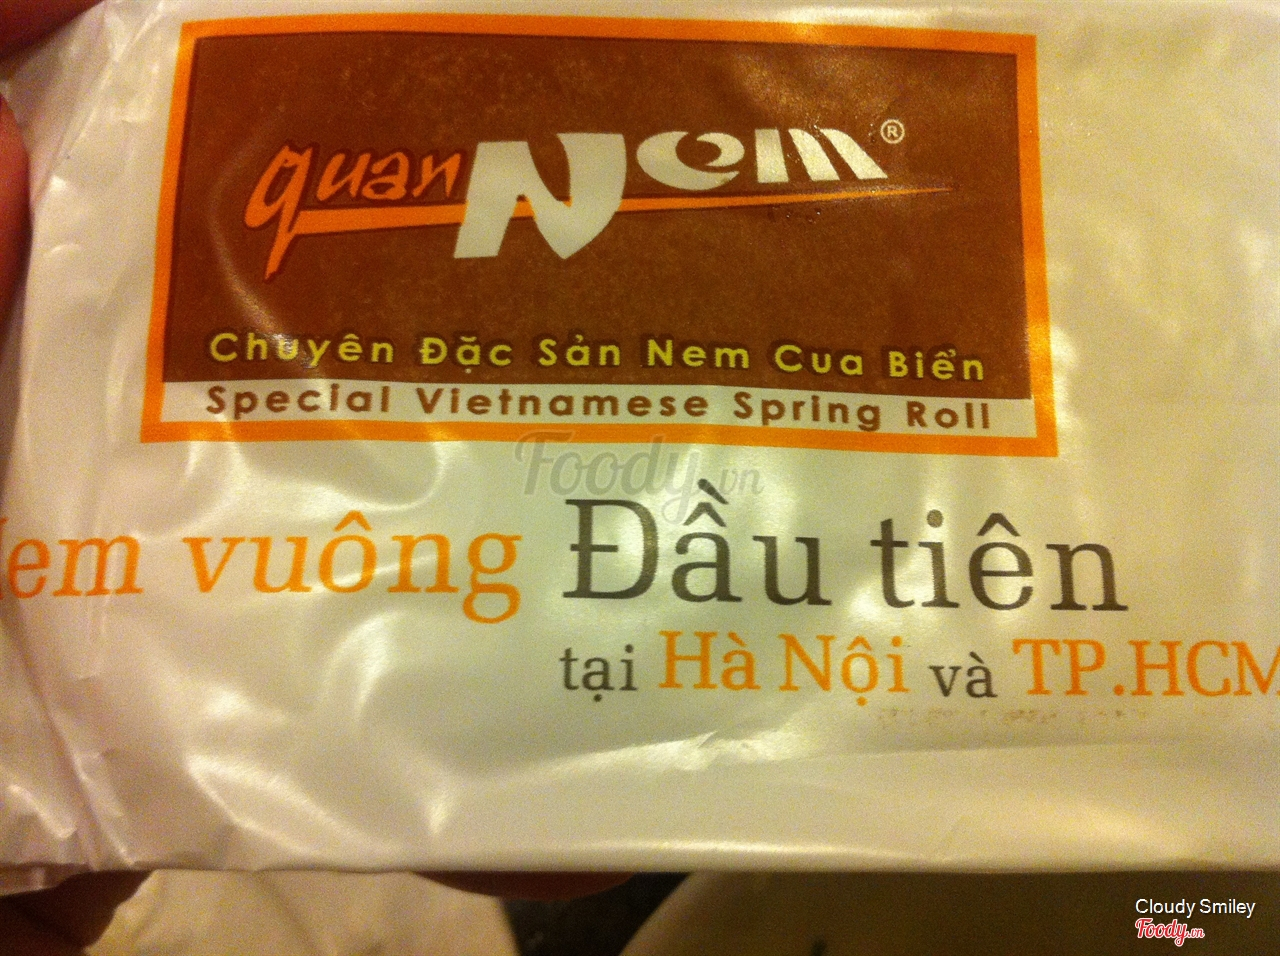 quan Nem ®
Chuyên Đặc Sản Nem Cua Biển
Special Vietnamese Spring Roll
Foody.vn
em vuông Đầu tiên
tại Hà Nội và TP.HCM
Cloudy Smiley
Foody.vn